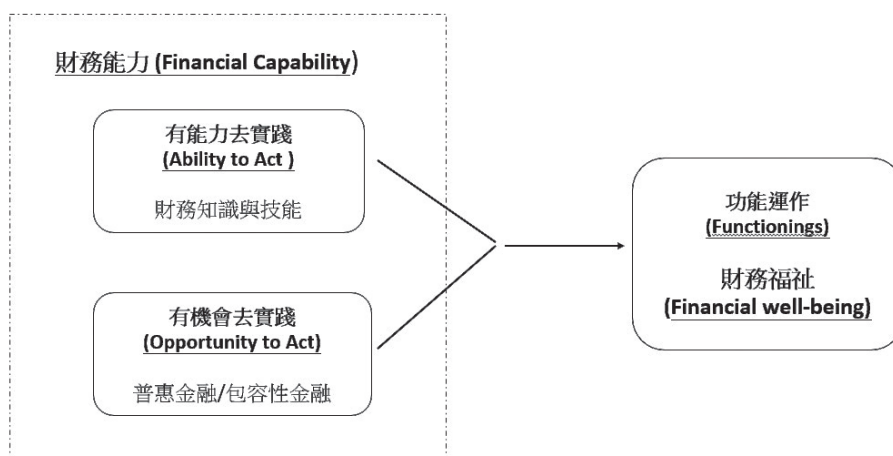 財務能力 (Financial Capability)
有能力去實踐
(Ability to Act )
財務知識與技能
有機會去實踐
(Opportunity to Act)
普惠金融/包容性金融
功能運作
(Functionings)
財務福祉
(Financial well-being)